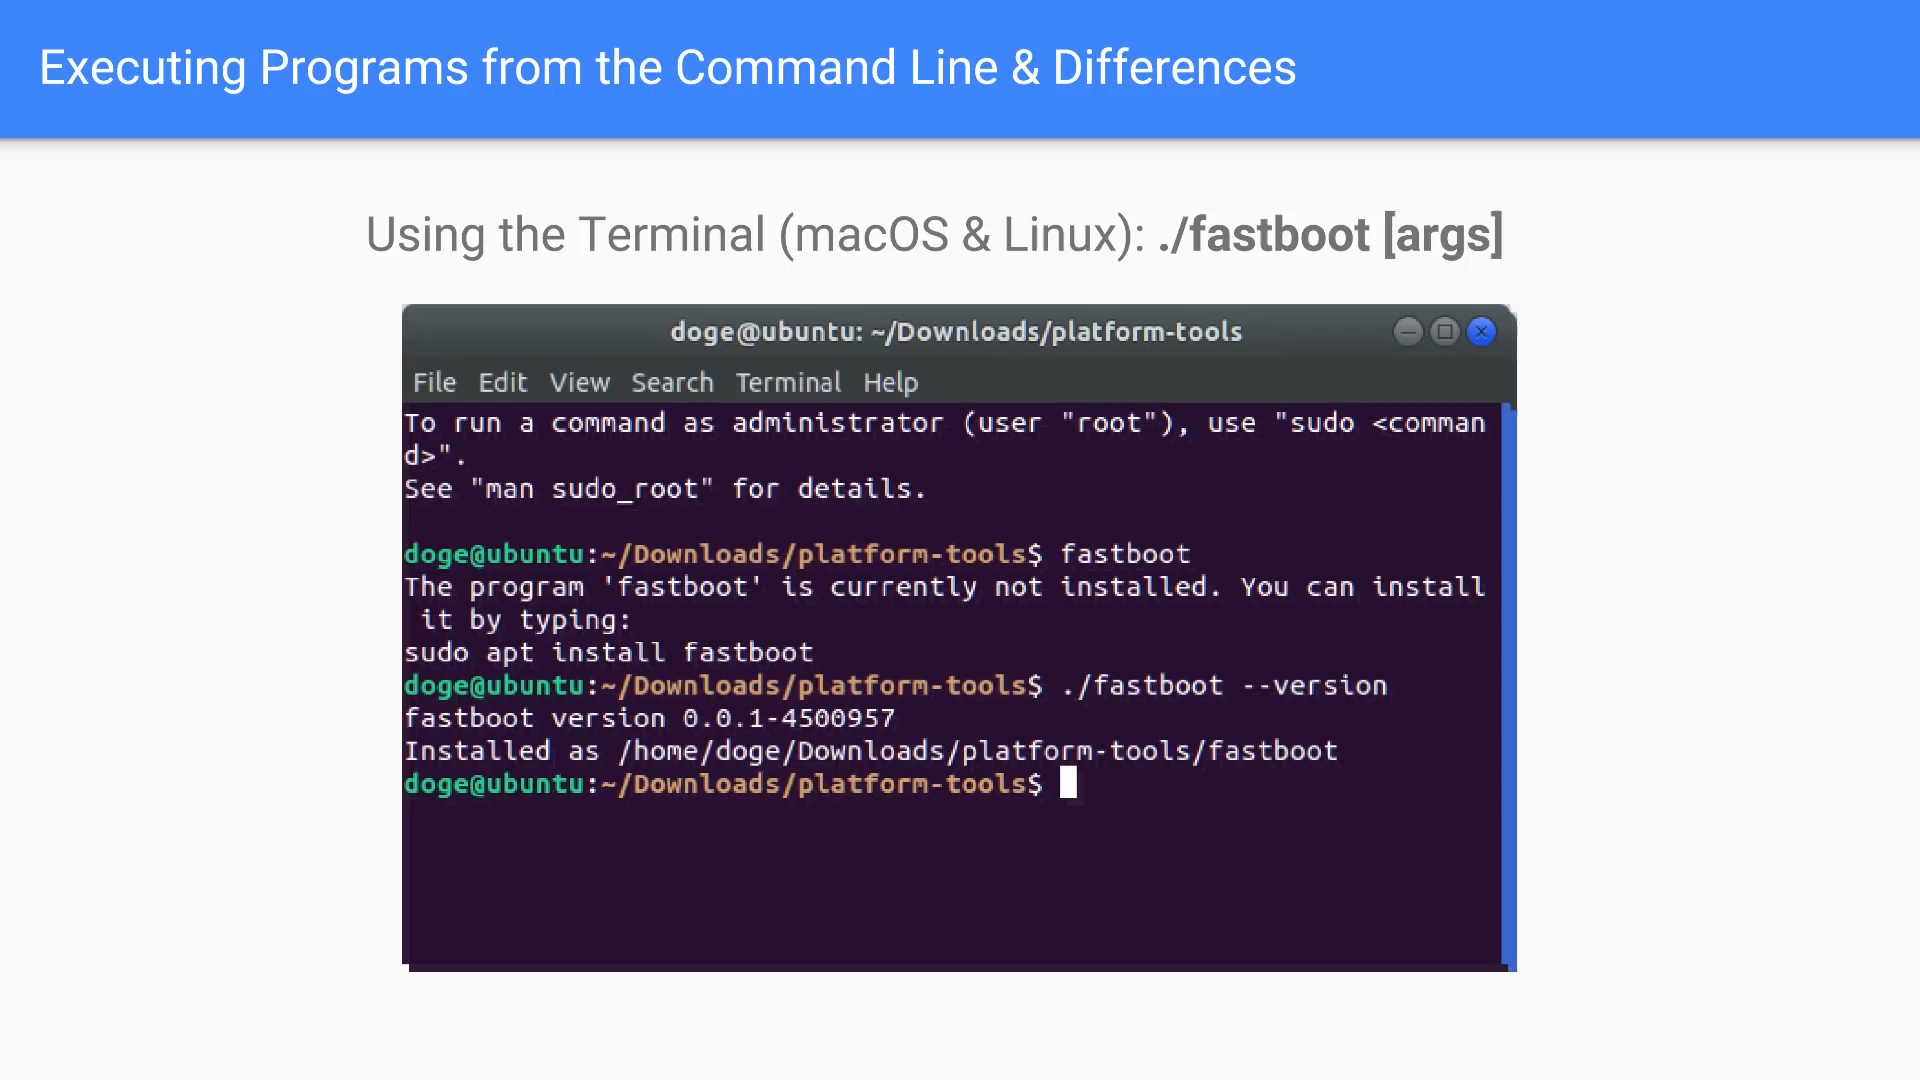 Executing Programs from the Command Line & Differences
Using the Terminal (macOS & Linux): ./fastboot [args]
doge@ubuntu: ~/Downloads/platform-tools
File Edit View Search Terminal Help
To run a command as administrator (user "root"), use "sudo <comman
d>".
See "man sudo_root" for details.
doge@ubuntu:~/Downloads/platform-tools$ fastboot
The program 'fastboot' is currently not installed. You can install
it by typing:
sudo apt install fastboot
doge@ubuntu:~/Downloads/platform-tools$ ./fastboot --version
fastboot version 0.0.1-4500957
Installed as /home/doge/Downloads/platform-tools/fastboot
doge@ubuntu:~/Downloads/platform-tools$